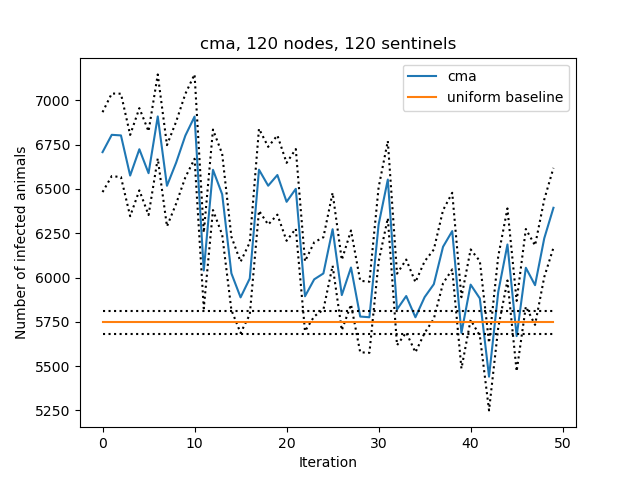 cma, 120 nodes, 120 sentinels
cma
uniform baseline
Number of infected animals
7000
6750
6500
6250
6000
5750
5500
5250
0
10
20
30
40
50
Iteration